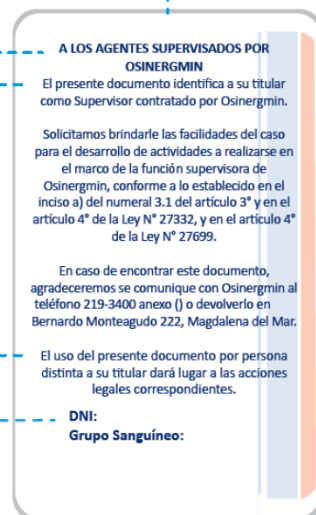 A LOS AGENTES SUPERVISADOS POR
OSINERGMIN
El presente documento identifica a su titular
como Supervisor contratado por Osinergmin.
Solicitamos brindarle las facilidades del caso
para el desarrollo de actividades a realizarse en
el marco de la función supervisora de
Osinergmin, conforme a lo establecido en el
inciso a) del numeral 3.1 del artículo 3° y en el
artículo 4° de la Ley N° 27332, y en el artículo 4°
de la Ley N° 27699.
En caso de encontrar este documento,
agradeceremos se comunique con Osinergmin al
teléfono 219-3400 anexo () o devolverlo en
Bernardo Monteagudo 222, Magdalena del Mar.
El uso del presente documento por persona
distinta a su titular dará lugar a las acciones
legales correspondientes.
DNI:
Grupo Sanguíneo: